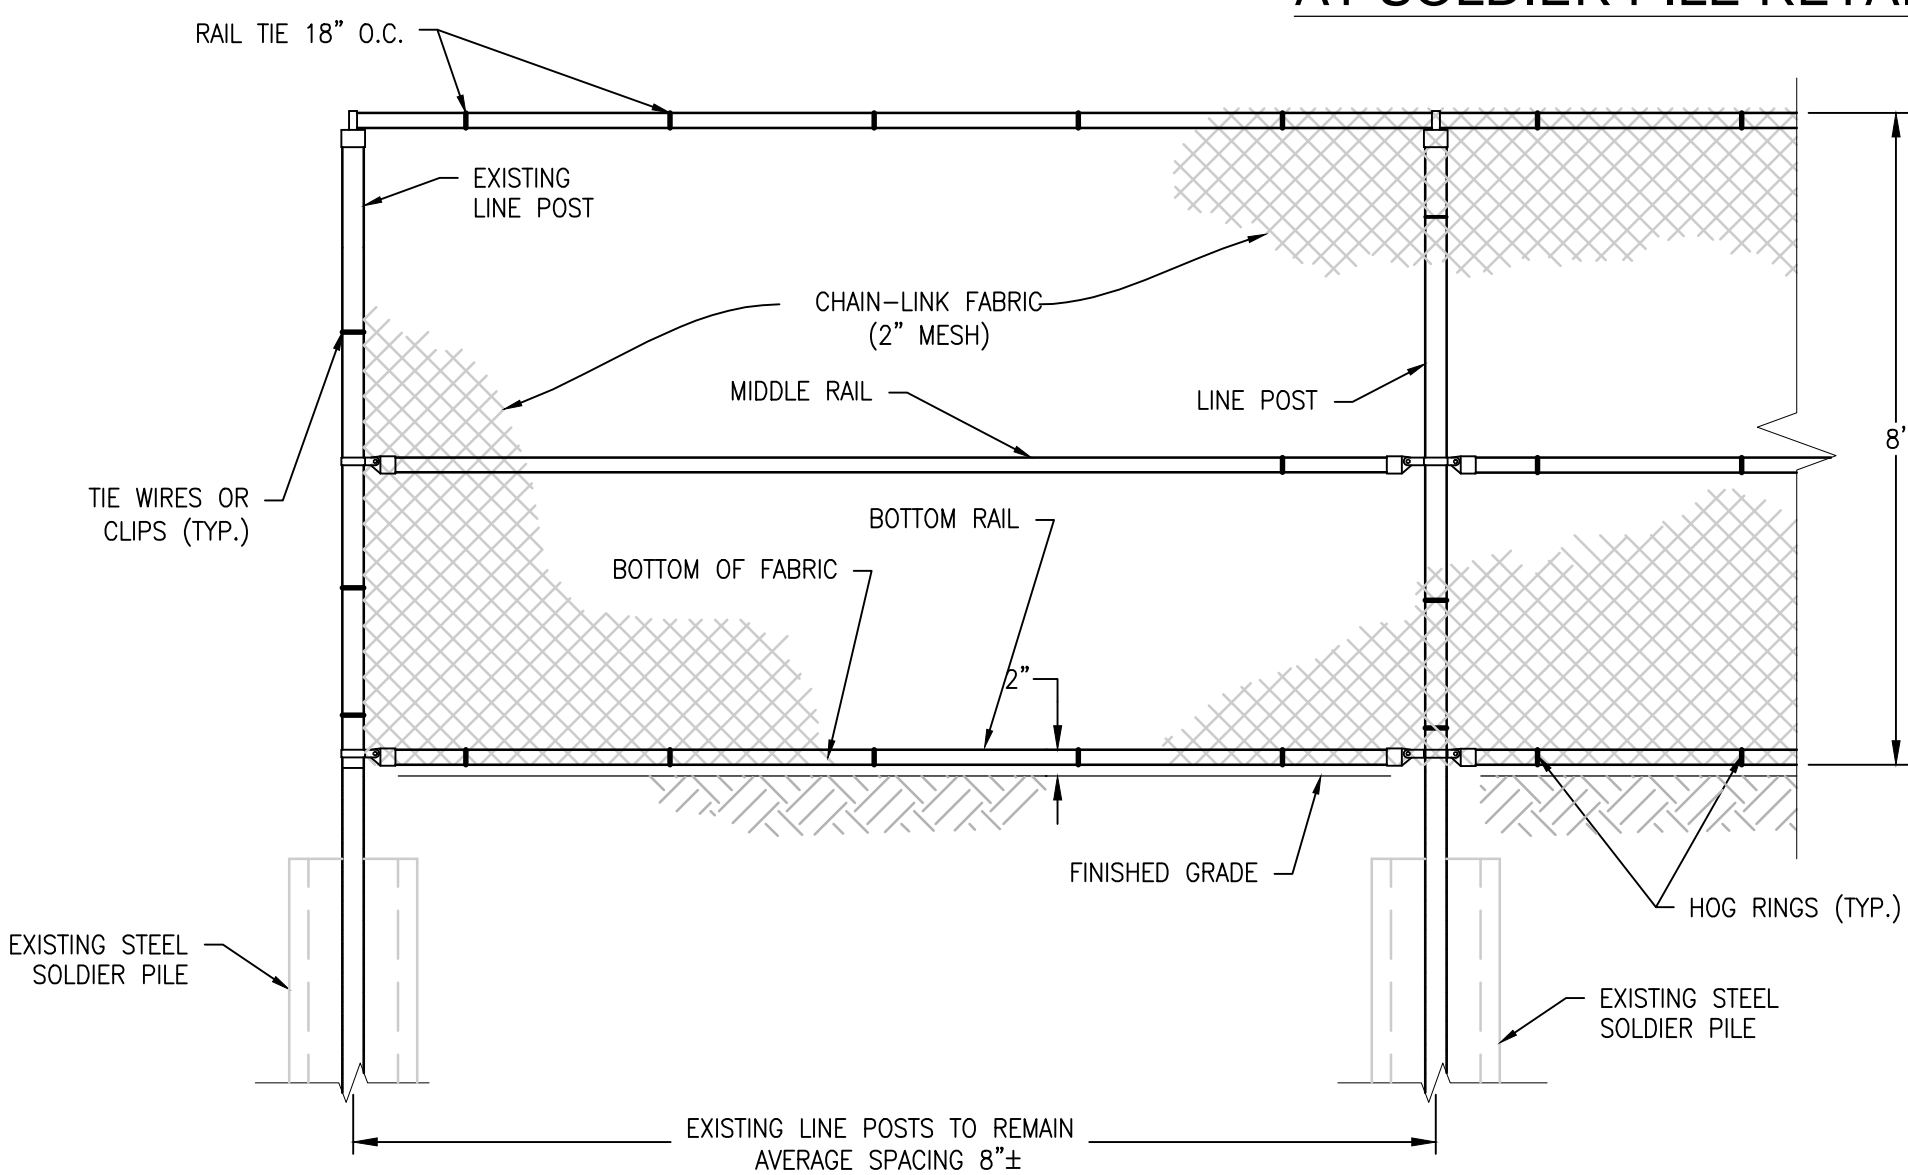 RAIL TIE 18" O.C.
EXISTING
LINE POST
CHAIN-LINK FABRIC
(2" MESH)
MIDDLE RAIL
LINE POST
8'
TIE WIRES OR
CLIPS (TYP.)
BOTTOM RAIL
BOTTOM OF FABRIC
2"
FINISHED GRADE
HOG RINGS (TYP.)
EXISTING STEEL
SOLDIER PILE
EXISTING STEEL
SOLDIER PILE
EXISTING LINE POSTS TO REMAIN
AVERAGE SPACING 8"±